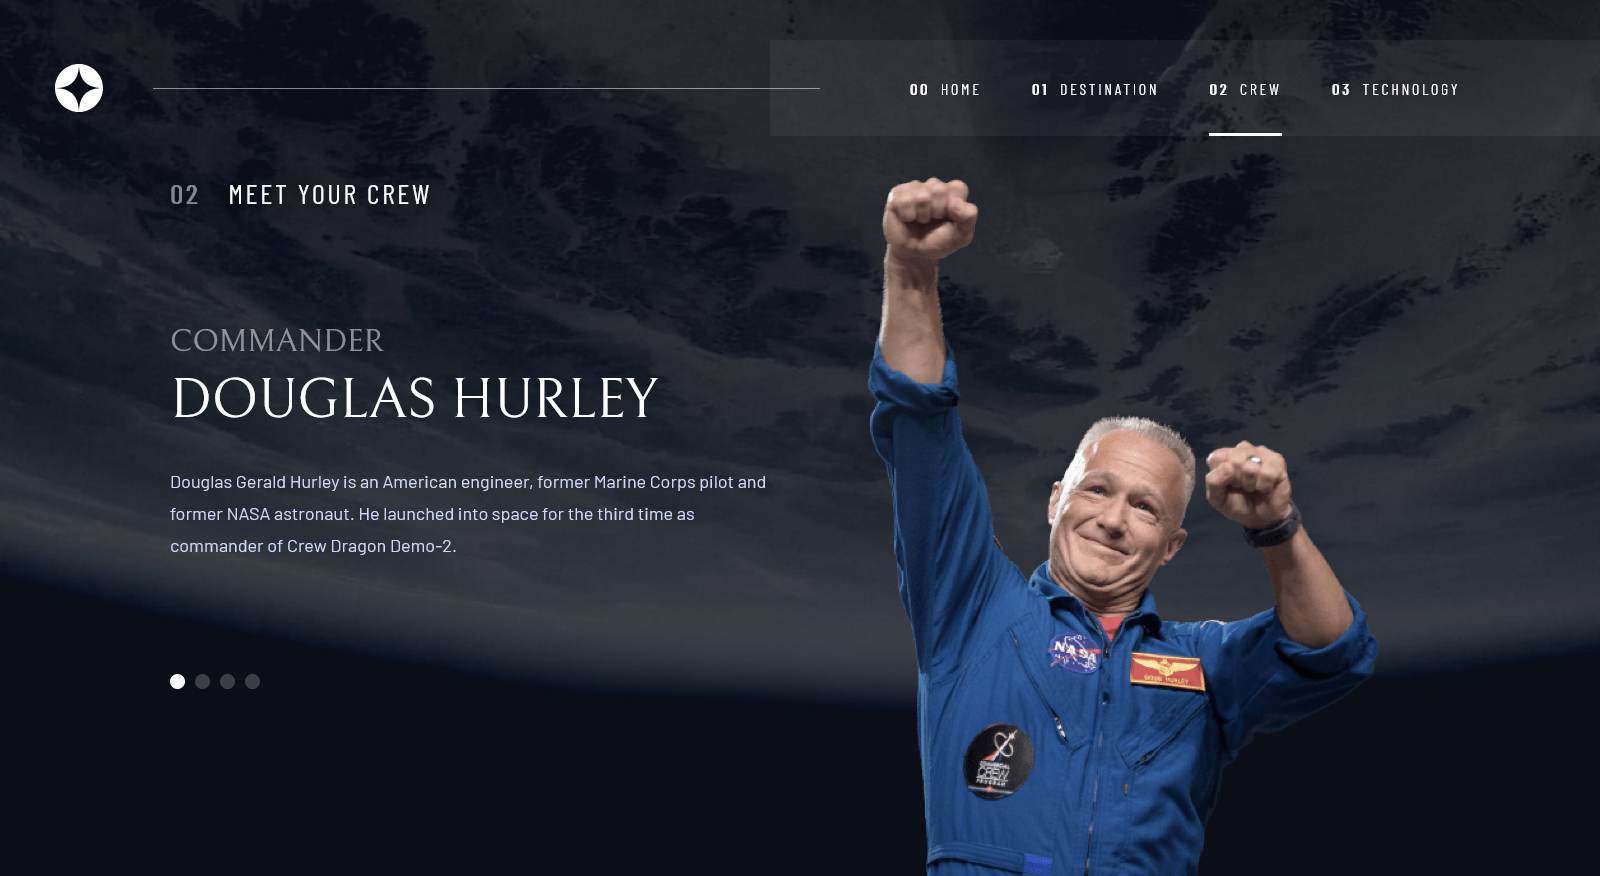 00 HOME 01 DESTINATION 02 CREW 03 TECHNOLOGY
02 MEET YOUR CREW
COMMANDER
DOUGLAS HURLEY
Douglas Gerald Hurley is an American engineer, former Marine Corps pilot and
former NASA astronaut. He launched into space for the third time as
commander of Crew Dragon Demo-2.
NASA
COMMERCIAL
CREW
PROGRAM